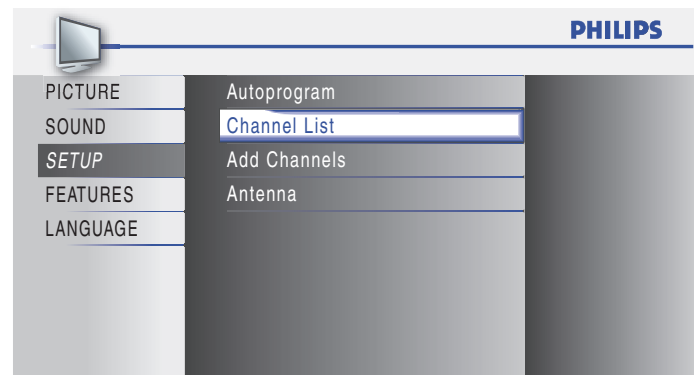 PHILIPS
PICTURE
SOUND
SETUP
FEATURES
LANGUAGE
Autoprogram
Channel List
Add Channels
Antenna